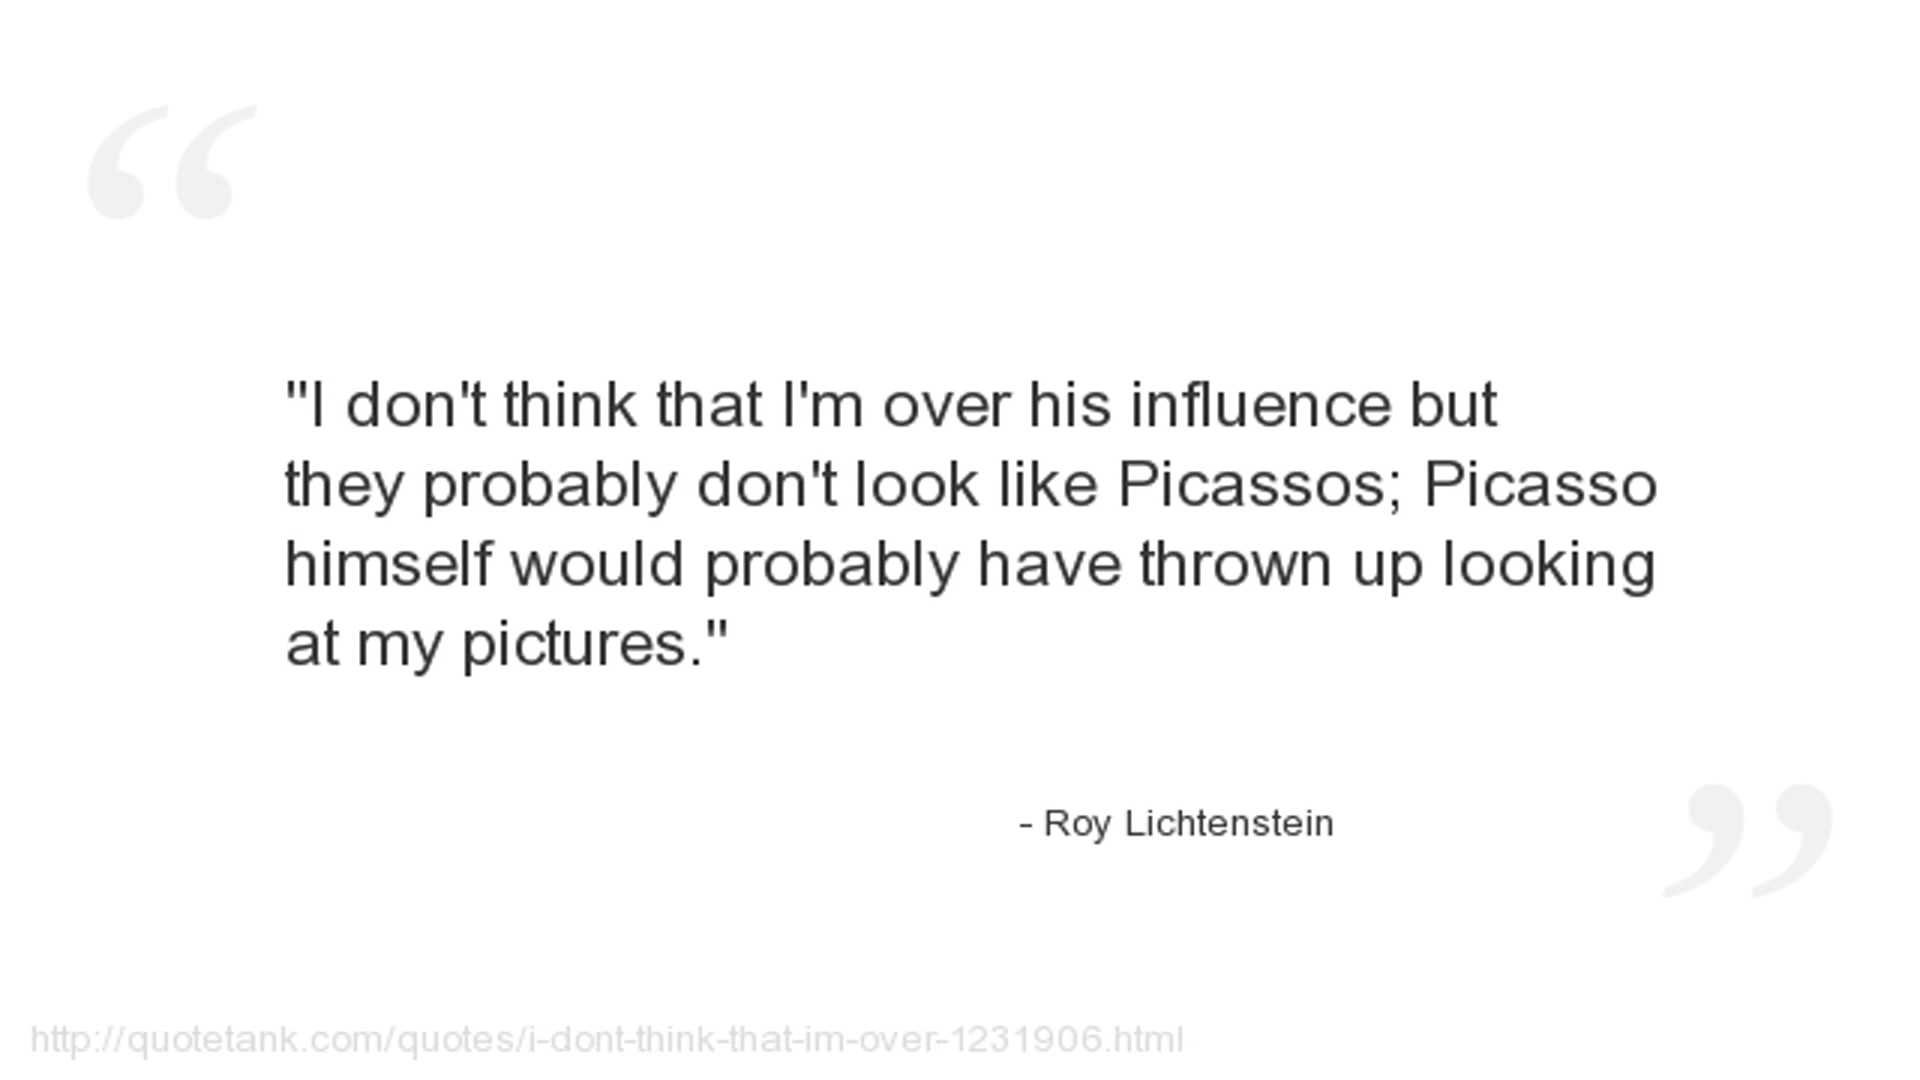 "I don't think that I'm over his influence but
they probably don't look like Picassos; Picasso
himself would probably have thrown up looking
at my pictures."
- Roy Lichtenstein
http://quotetank.com/quotes/i-dont-think-that-im-over-1231906.html